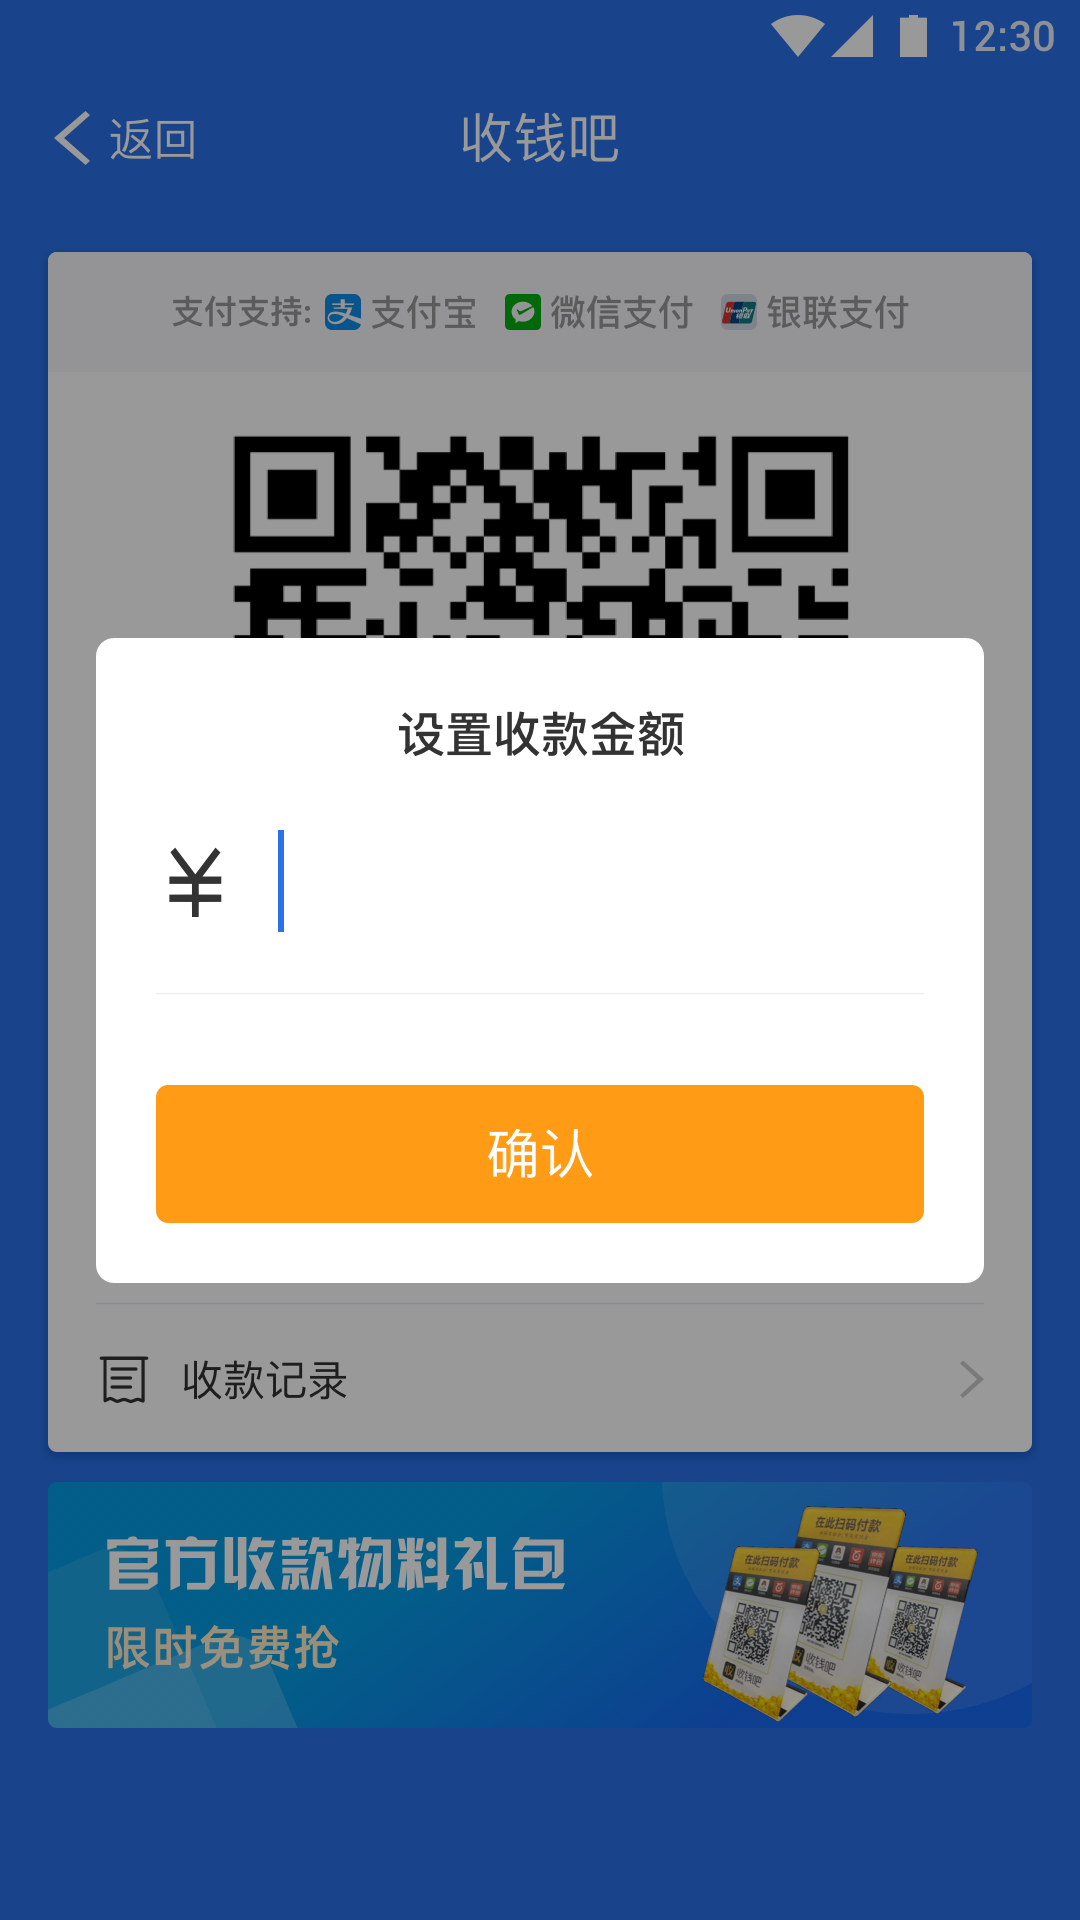 12:30
返回
收钱吧
支付支持: 支付宝 微信支付 银联支付
设置收款金额
¥
确认
收款记录
官方收款物料礼包
限时免费抢
在此扫码付款
在此扫码付款
在此扫码付款
收钱吧
收钱吧
收钱吧